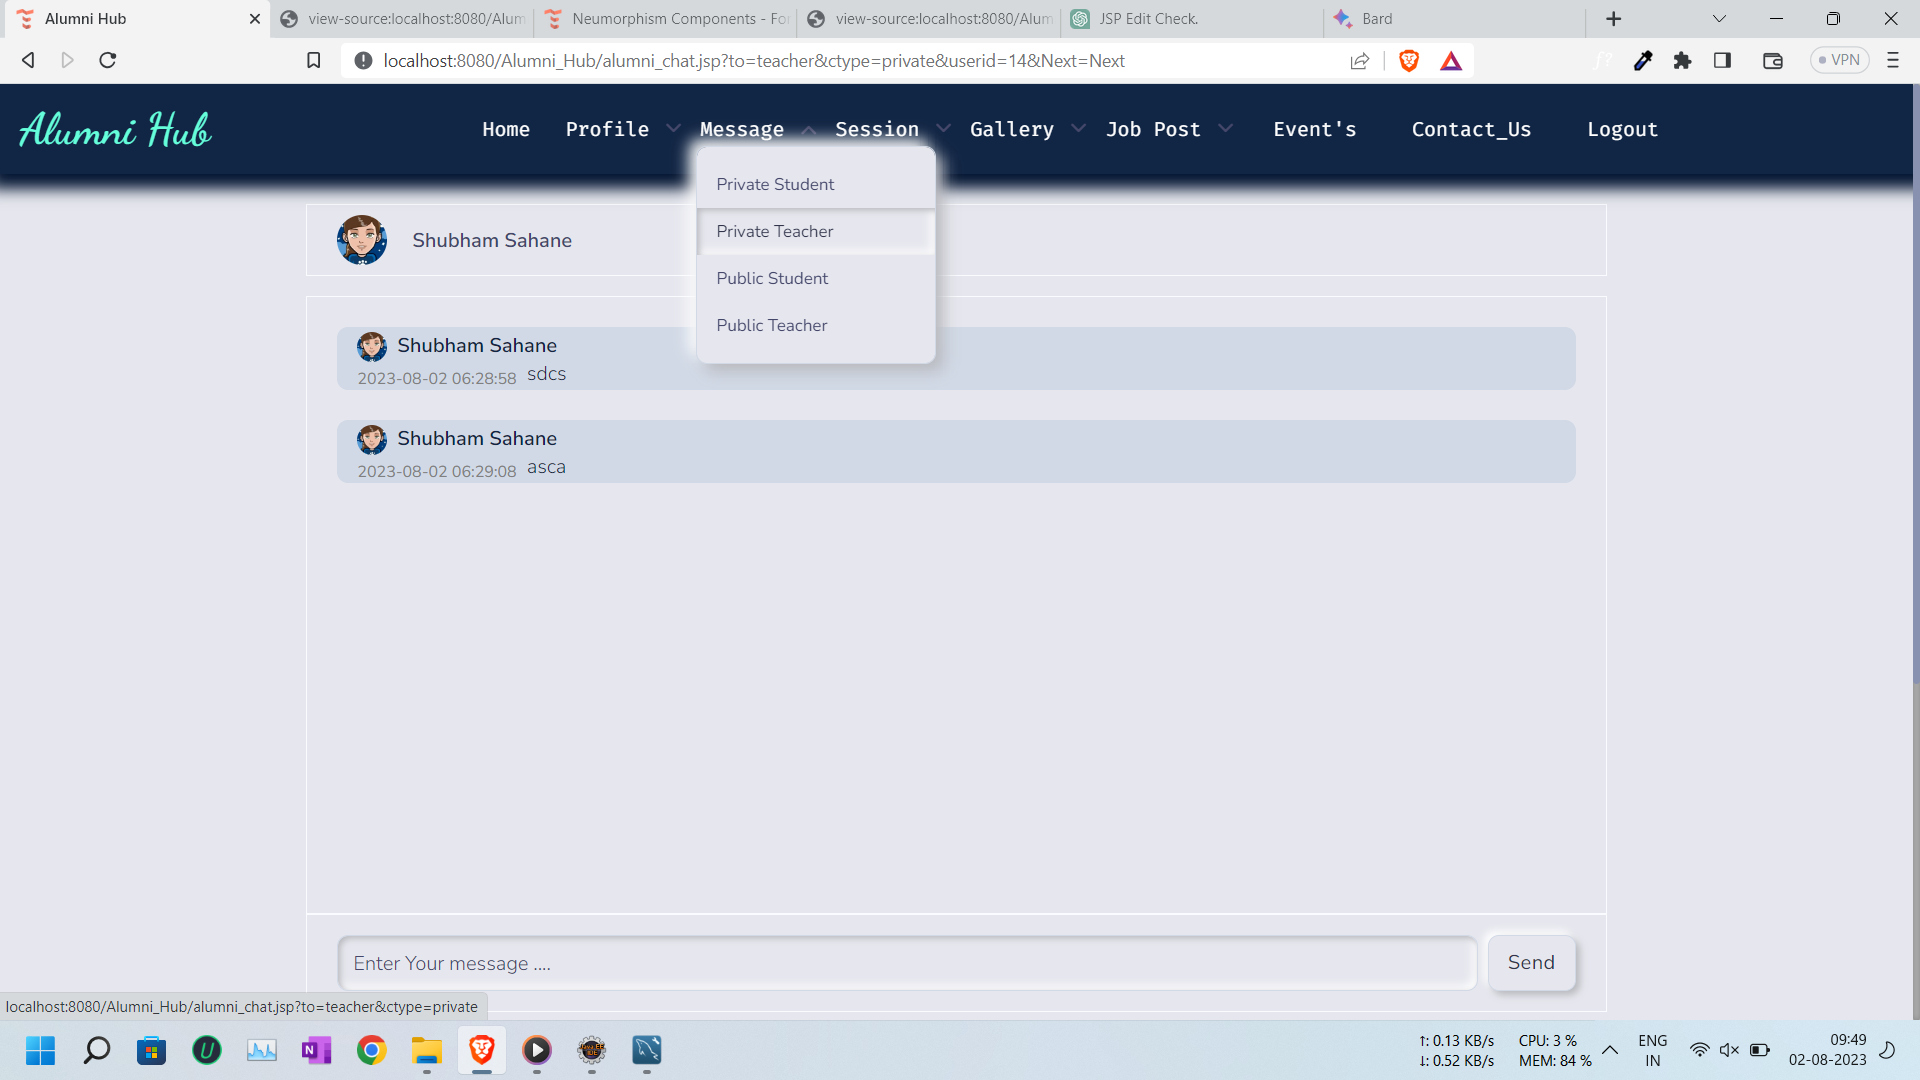 Alumni Hub
view-source:localhost:8080/Alum
Neumorphism Components - For
view-source:localhost:8080/Alum
JSP Edit Check.
Bard
localhost:8080/Alumni_Hub/alumni_chat.jsp?to=teacher&ctype=private&userid=14&Next=Next
VPN
Alumni Hub
Home
Profile
Message
Session
Gallery
Job Post
Event's
Contact_Us
Logout
Private Student
Private Teacher
Public Student
Public Teacher
Shubham Sahane
Shubham Sahane
2023-08-02 06:28:58 sdcs
Shubham Sahane
2023-08-02 06:29:08 asca
Enter Your message ....
Send
localhost:8080/Alumni_Hub/alumni_chat.jsp?to=teacher&ctype=private
↑: 0.13 KB/s
↓: 0.52 KB/s
CPU: 3 %
MEM: 84 %
ENG
IN
09:49
02-08-2023